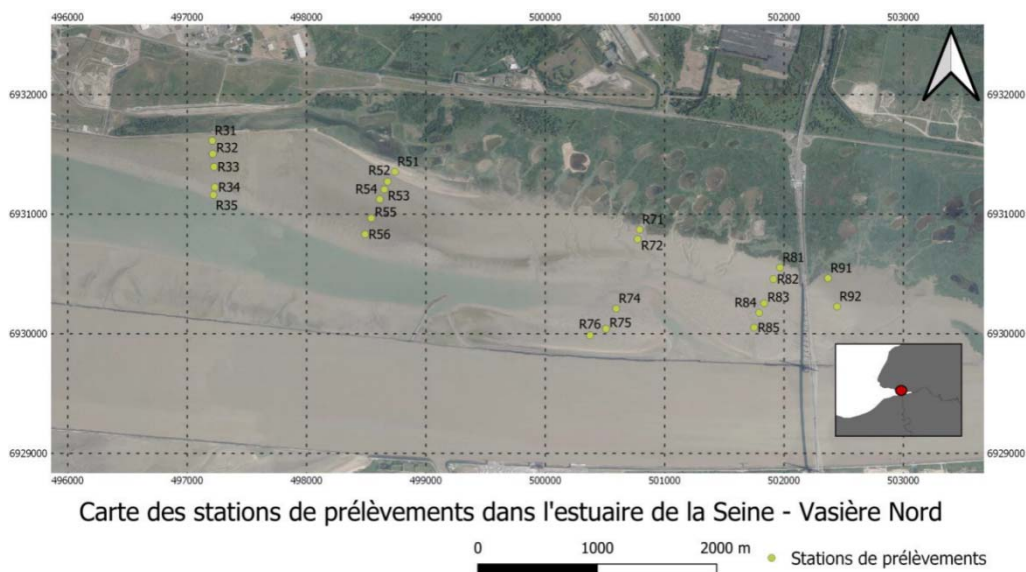 496000 497000 498000 499000 500000 501000 502000 503000
6932000 6932000
R31
R32
R33
R34
R35
R51
R52
R54
R53
R55
R56
6931000 6931000
R71
R72
R81
R82
R91
R84 R83
R92
R85
R74
R76 R75
6930000 6930000
6929000 6929000
496000 497000 498000 499000 500000 501000 502000 503000
Carte des stations de prélèvements dans l'estuaire de la Seine - Vasière Nord
0 1000 2000 m
Stations de prélèvements